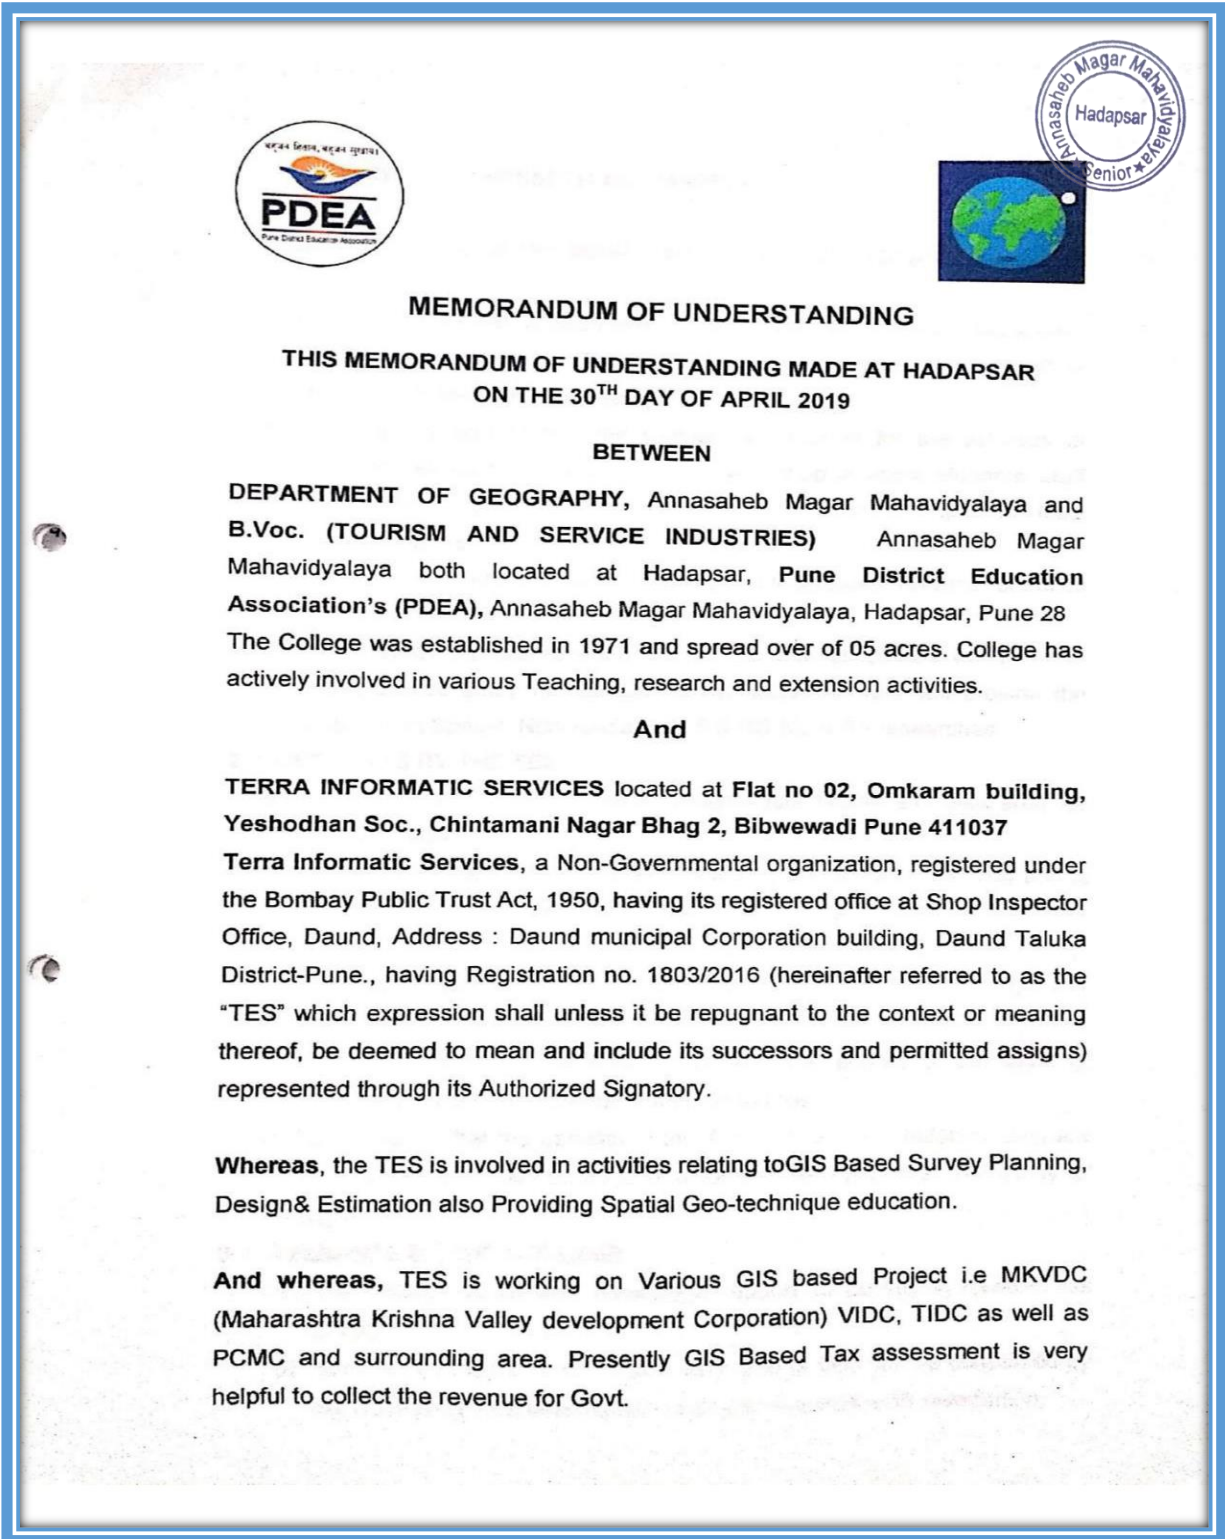 Annasaheb Magar Mahavidyalaya
Hadapsar
★ Senior ★
बहुजन हिताय, बहुजन सुखाय।
PDEA
Pune District Education Association
MEMORANDUM OF UNDERSTANDING
THIS MEMORANDUM OF UNDERSTANDING MADE AT HADAPSAR
ON THE 30TH DAY OF APRIL 2019
BETWEEN
DEPARTMENT OF GEOGRAPHY, Annasaheb Magar Mahavidyalaya and
B.Voc. (TOURISM AND SERVICE INDUSTRIES) Annasaheb Magar
Mahavidyalaya both located at Hadapsar, Pune District Education
Association's (PDEA), Annasaheb Magar Mahavidyalaya, Hadapsar, Pune 28
The College was established in 1971 and spread over of 05 acres. College has
actively involved in various Teaching, research and extension activities.
And
TERRA INFORMATIC SERVICES located at Flat no 02, Omkaram building,
Yeshodhan Soc., Chintamani Nagar Bhag 2, Bibwewadi Pune 411037
Terra Informatic Services, a Non-Governmental organization, registered under
the Bombay Public Trust Act, 1950, having its registered office at Shop Inspector
Office, Daund, Address : Daund municipal Corporation building, Daund Taluka
District-Pune., having Registration no. 1803/2016 (hereinafter referred to as the
"TES" which expression shall unless it be repugnant to the context or meaning
thereof, be deemed to mean and include its successors and permitted assigns)
represented through its Authorized Signatory.
Whereas, the TES is involved in activities relating toGIS Based Survey Planning,
Design& Estimation also Providing Spatial Geo-technique education.
And whereas, TES is working on Various GIS based Project i.e MKVDC
(Maharashtra Krishna Valley development Corporation) VIDC, TIDC as well as
PCMC and surrounding area. Presently GIS Based Tax assessment is very
helpful to collect the revenue for Govt.